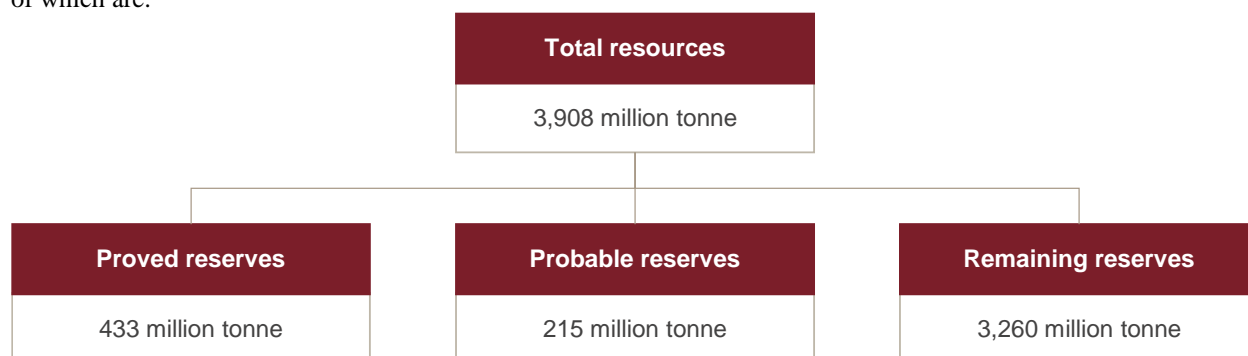 of which are:
Total resources
3,908 million tonne
Proved reserves
433 million tonne
Probable reserves
215 million tonne
Remaining reserves
3,260 million tonne